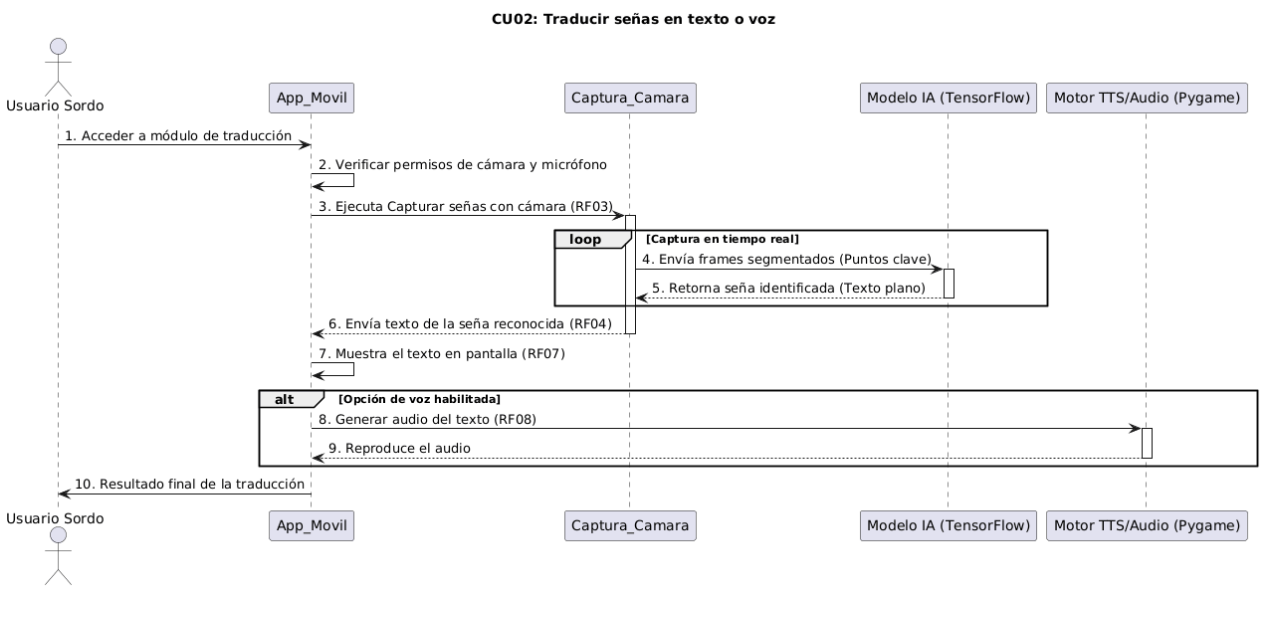 CU02: Traducir señas en texto o voz
Usuario Sordo
App_Movil
Captura_Camara
Modelo IA (TensorFlow)
Motor TTS/Audio (Pygame)
1. Acceder a módulo de traducción
2. Verificar permisos de cámara y micrófono
3. Ejecuta Capturar señas con cámara (RF03)
loop
[Captura en tiempo real]
4. Envía frames segmentados (Puntos clave)
5. Retorna seña identificada (Texto plano)
6. Envía texto de la seña reconocida (RF04)
7. Muestra el texto en pantalla (RF07)
alt
[Opción de voz habilitada]
8. Generar audio del texto (RF08)
9. Reproduce el audio
10. Resultado final de la traducción
Usuario Sordo
App_Movil
Captura_Camara
Modelo IA (TensorFlow)
Motor TTS/Audio (Pygame)